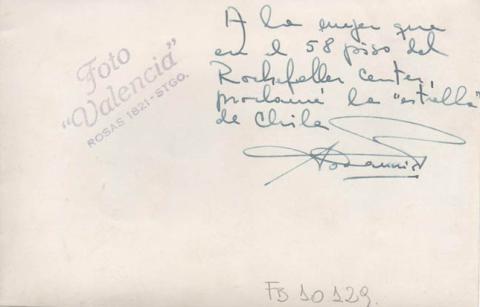 Foto
"Valencia"
ROSAS 1821-STGO.
A la mujer que
en el 58 piso del
Rockefeller center,
proclamé la "estrella"
de Chile
FB 10129.